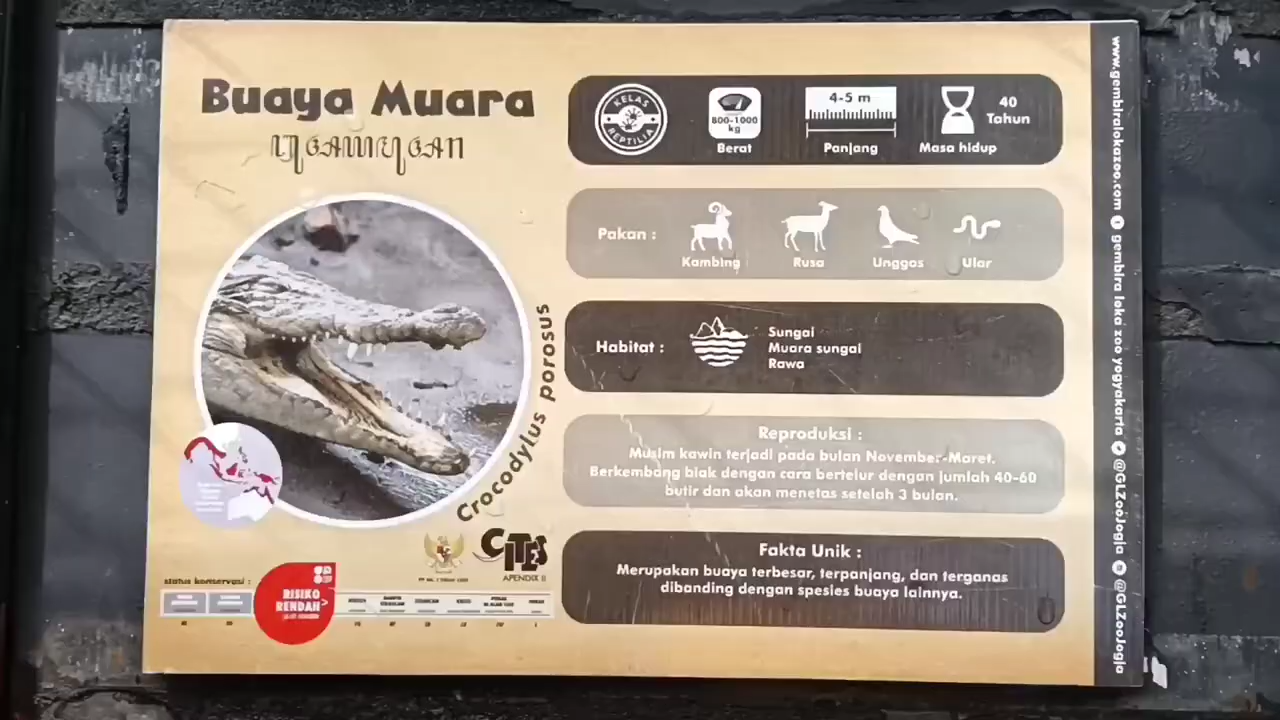 Buaya Muara
Crocodylus porosus
KELAS
REPTILIA
800-1000
kg
Berat
4-5 m
Panjang
40
Tahun
Masa hidup
Pakan :
Kambing
Rusa
Unggas
Ular
Habitat :
Sungai
Muara sungai
Rawa
Reproduksi :
Musim kawin terjadi pada bulan November-Maret.
Berkembang biak dengan cara bertelur dengan jumlah 40-60
butir dan akan menetas setelah 3 bulan.
Fakta Unik :
Merupakan buaya terbesar, terpanjang, dan terganas
dibanding dengan spesies buaya lainnya.
CITES
APENDIX II
status konservasi :
RISIKO
RENDAH
www.gembiralokazoo.com
gembira loka zoo yogyakarta
@GLZooJogja
@GLZooJogja